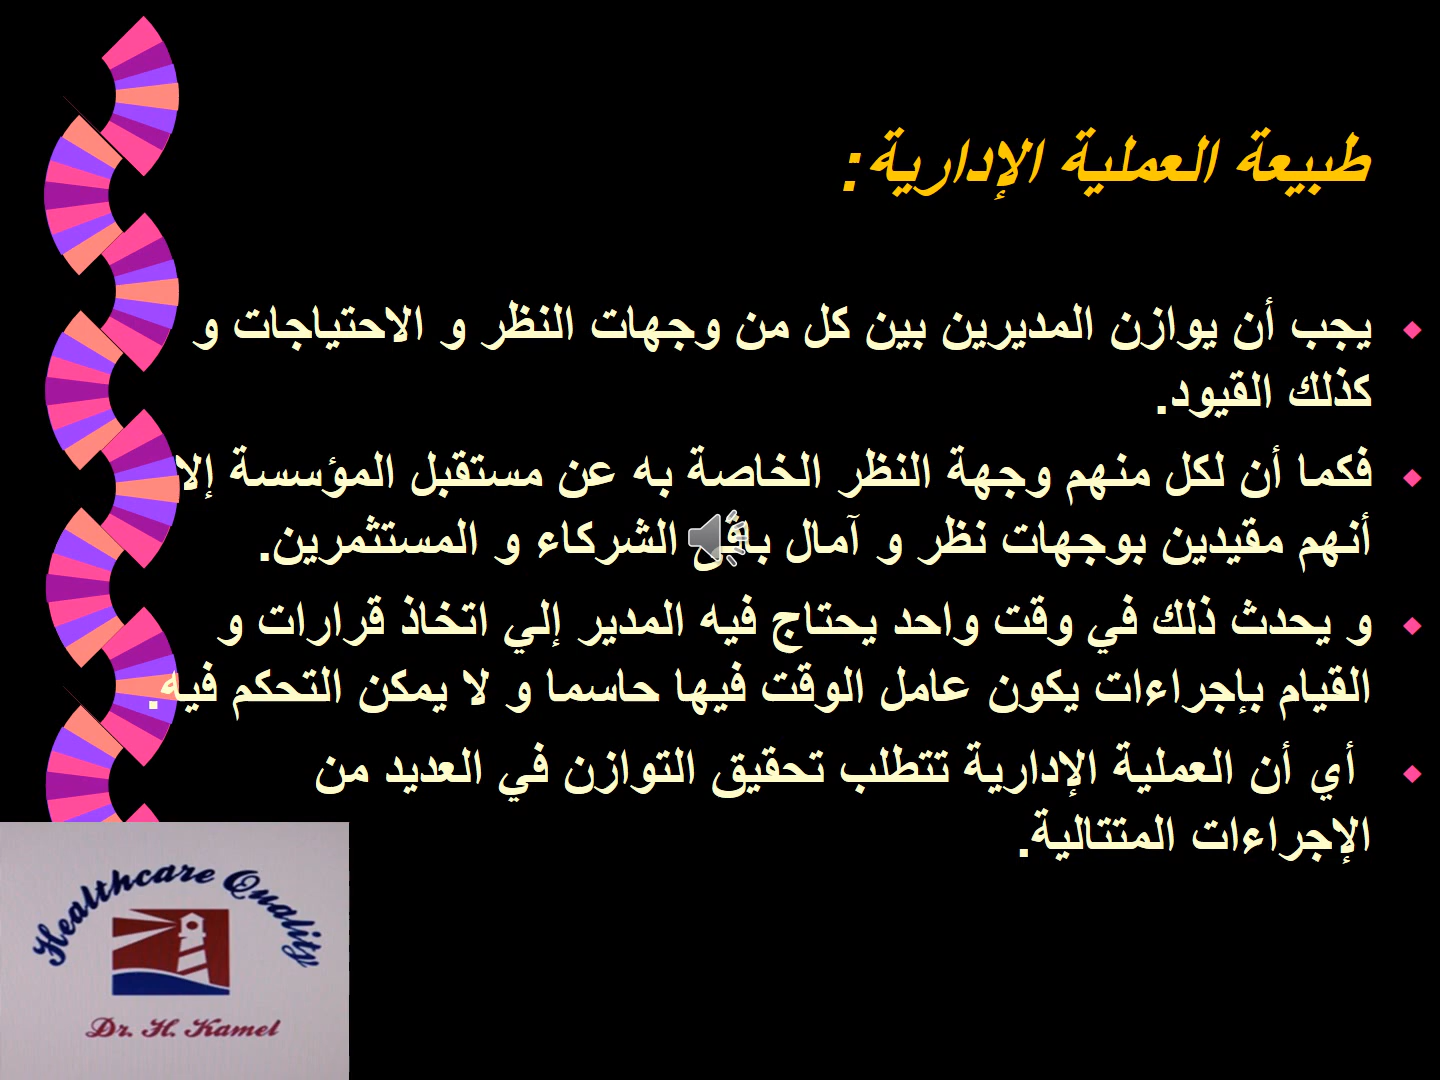 طبيعة العملية الإدارية:
يجب أن يوازن المديرين بين كل من وجهات النظر و الاحتياجات و
كذلك القيود.
فكما أن لكل منهم وجهة النظر الخاصة به عن مستقبل المؤسسة إلا
أنهم مقيدين بوجهات نظر و آمال باقي الشركاء و المستثمرين.
و يحدث ذلك في وقت واحد يحتاج فيه المدير إلي اتخاذ قرارات و
القيام بإجراءات يكون عامل الوقت فيها حاسما و لا يمكن التحكم فيه.
أي أن العملية الإدارية تتطلب تحقيق التوازن في العديد من
الإجراءات المتتالية.
Healthcare Quality
Dr. H. Kamel